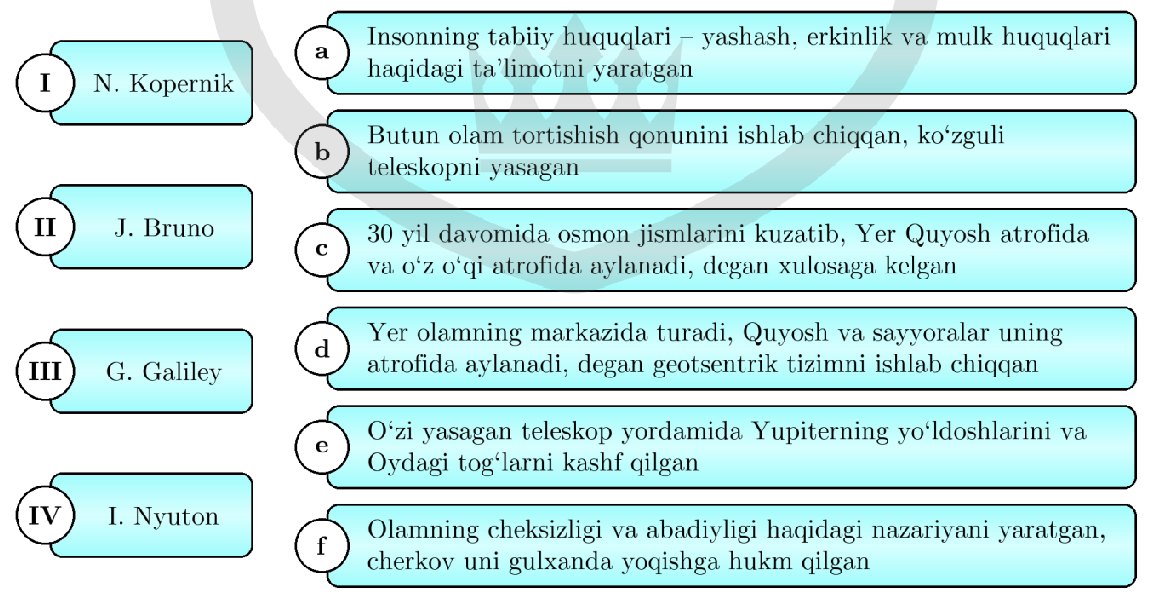 I N. Kopernik
II J. Bruno
III G. Galiley
IV I. Nyuton
a Insonning tabiiy huquqlari – yashash, erkinlik va mulk huquqlari
haqidagi ta’limotni yaratgan
b Butun olam tortishish qonunini ishlab chiqqan, ko‘zguli
teleskopni yasagan
c 30 yil davomida osmon jismlarini kuzatib, Yer Quyosh atrofida
va o‘z o‘qi atrofida aylanadi, degan xulosaga kelgan
d Yer olamning markazida turadi, Quyosh va sayyoralar uning
atrofida aylanadi, degan geotsentrik tizimni ishlab chiqqan
e O‘zi yasagan teleskop yordamida Yupiterning yo‘ldoshlarini va
Oydagi tog‘larni kashf qilgan
f Olamning cheksizligi va abadiyligi haqidagi nazariyani yaratgan,
cherkov uni gulxanda yoqishga hukm qilgan